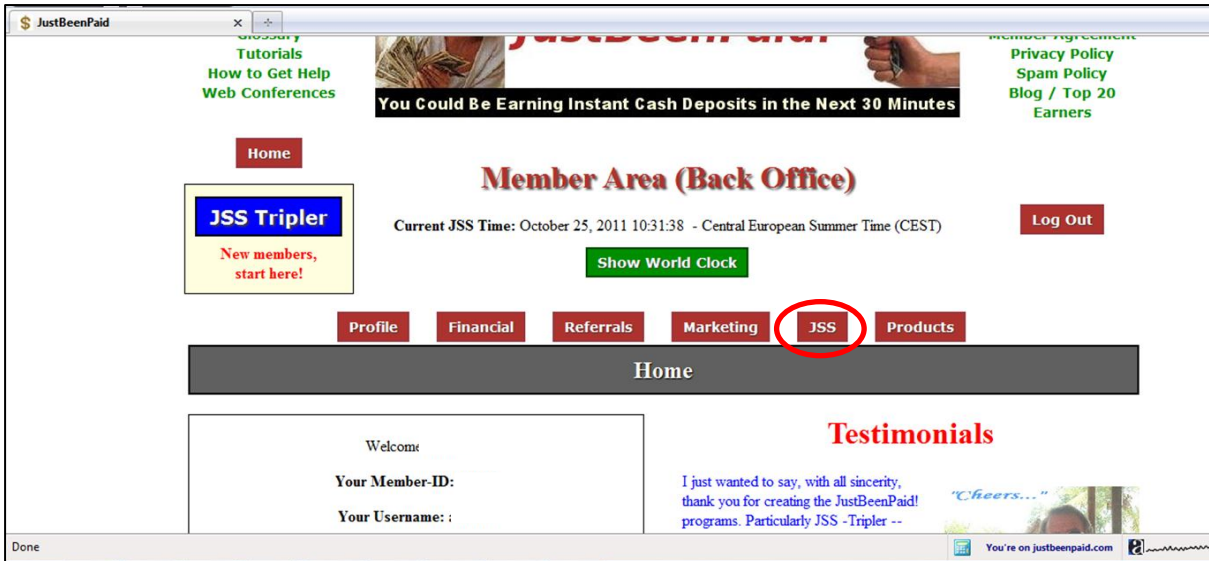 JustBeenPaid
Glossary
Tutorials
How to Get Help
Web Conferences
JustBeenPaid!
You Could Be Earning Instant Cash Deposits in the Next 30 Minutes
Member Agreement
Privacy Policy
Spam Policy
Blog / Top 20
Earners
Home
JSS Tripler
New members,
start here!
Member Area (Back Office)
Current JSS Time: October 25, 2011 10:31:38 - Central European Summer Time (CEST)
Show World Clock
Log Out
Profile
Financial
Referrals
Marketing
JSS
Products
Home
Welcome
Your Member-ID:
Your Username:
Testimonials
I just wanted to say, with all sincerity,
thank you for creating the JustBeenPaid!
programs. Particularly JSS -Tripler --
"Cheers..."
Done
You're on justbeenpaid.com